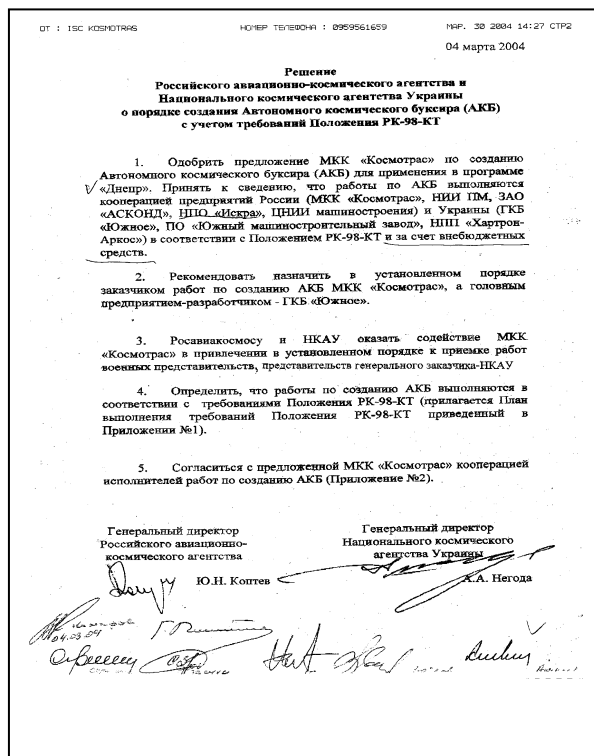 ОТ : ISC KOSMOTRAS НОМЕР ТЕЛЕФОНА : 0959561659 МАР. 30 2004 14:27 СТР2
04 марта 2004
Решение
Российского авиационно-космического агентства и
Национального космического агентства Украины
о порядке создания Автономного космического буксира (АКБ)
с учетом требований Положения РК-98-КТ
1. Одобрить предложение МКК «Космотрас» по созданию
Автономного космического буксира (АКБ) для применения в программе
«Днепр». Принять к сведению, что работы по АКБ выполняются
кооперацией предприятий России (МКК «Космотрас», НИИ ПМ, ЗАО
«АСКОНД», НПО «Искра», ЦНИИ машиностроения) и Украины (ГКБ
«Южное», ПО «Южный машиностроительный завод», НПП «Хартрон-
Аркос») в соответствии с Положением РК-98-КТ и за счет внебюджетных
средств.
2. Рекомендовать назначить в установленном порядке
заказчиком работ по созданию АКБ МКК «Космотрас», а головным
предприятием-разработчиком - ГКБ «Южное».
3. Росавиакосмосу и НКАУ оказать содействие МКК
«Космотрас» в привлечении в установленном порядке к приемке работ
военных представительств, представительств генерального заказчика-НКАУ
4. Определить, что работы по созданию АКБ выполняются в
соответствии с требованиями Положения РК-98-КТ (прилагается План
выполнения требований Положения РК-98-КТ приведенный в
Приложении №1).
5. Согласиться с предложенной МКК «Космотрас» кооперацией
исполнителей работ по созданию АКБ (Приложение №2).
Генеральный директор
Российского авиационно-
космического агентства
Ю.Н. Коптев
Генеральный директор
Национального космического
агентства Украины
А.А. Негода
04.03.04